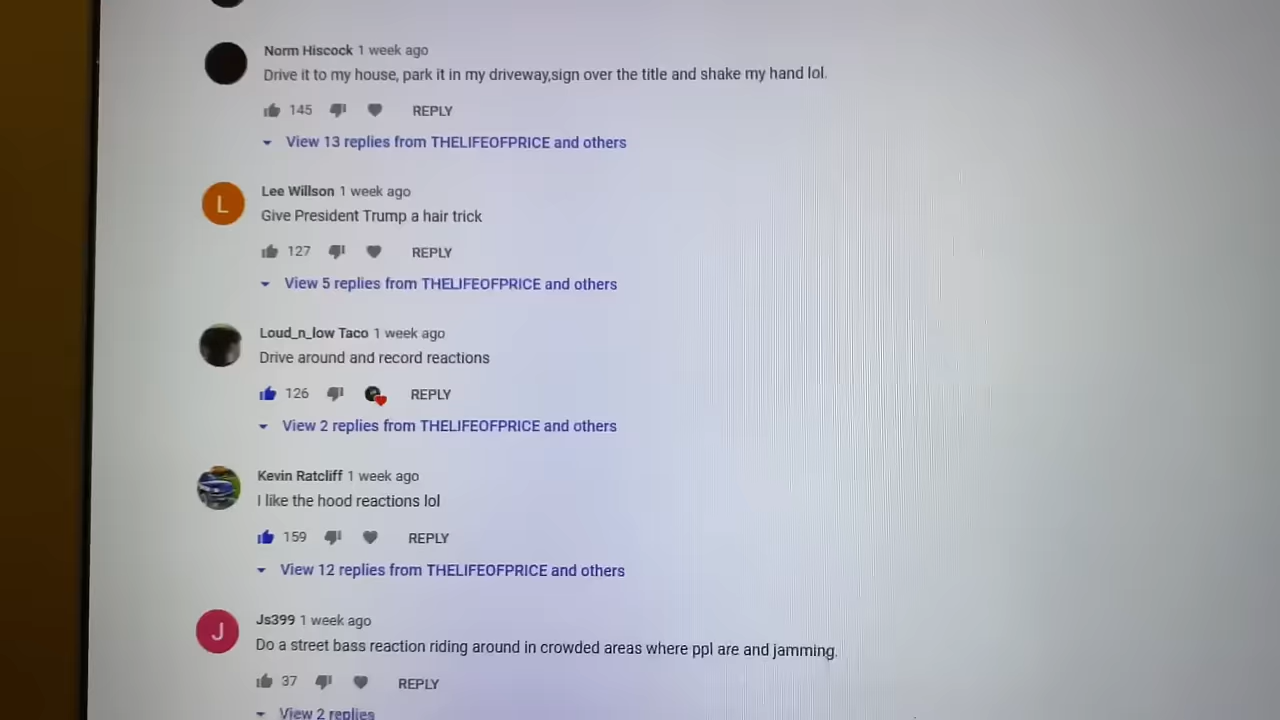 Norm Hiscock 1 week ago
Drive it to my house, park it in my driveway,sign over the title and shake my hand lol.
145 REPLY
View 13 replies from THELIFEOFPRICE and others
L
Lee Willson 1 week ago
Give President Trump a hair trick
127 REPLY
View 5 replies from THELIFEOFPRICE and others
Loud_n_low Taco 1 week ago
Drive around and record reactions
126 REPLY
View 2 replies from THELIFEOFPRICE and others
Kevin Ratcliff 1 week ago
I like the hood reactions lol
159 REPLY
View 12 replies from THELIFEOFPRICE and others
J
Js399 1 week ago
Do a street bass reaction riding around in crowded areas where ppl are and jamming.
37 REPLY
View 2 replies